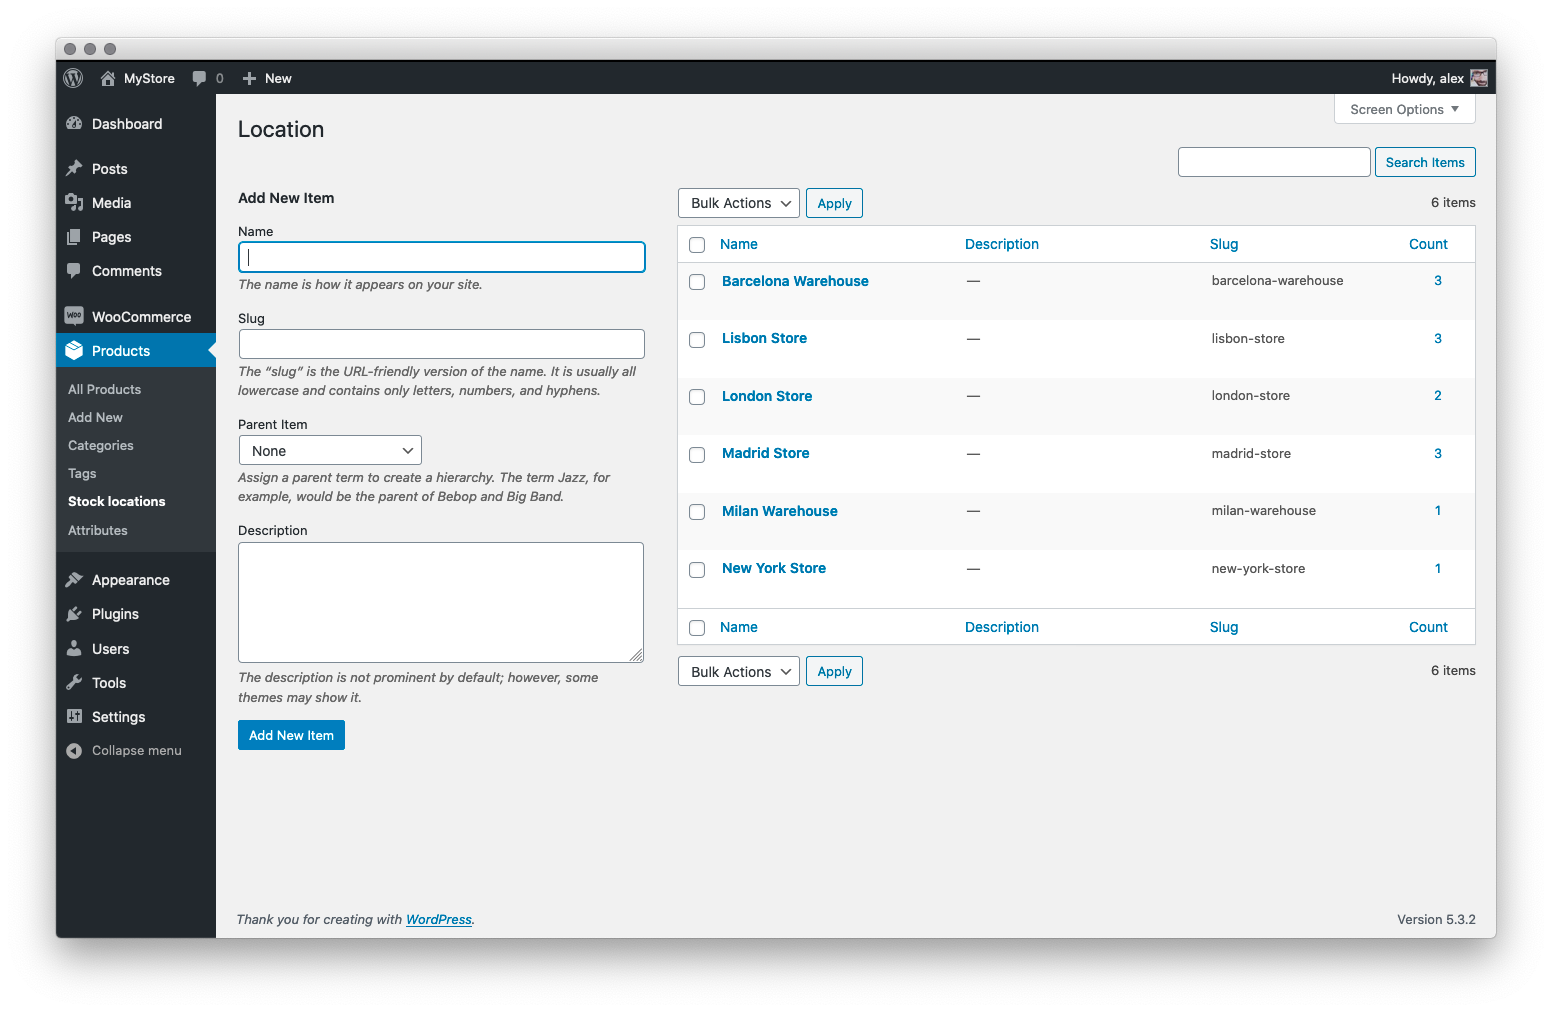 MyStore 0 New Howdy, alex
Dashboard
Posts
Media
Pages
Comments
WooCommerce
Products
All Products
Add New
Categories
Tags
Stock locations
Attributes
Appearance
Plugins
Users
Tools
Settings
Collapse menu
Screen Options
Location
Search Items
Add New Item
Name
The name is how it appears on your site.
Slug
The “slug” is the URL-friendly version of the name. It is usually all
lowercase and contains only letters, numbers, and hyphens.
Parent Item
None
Assign a parent term to create a hierarchy. The term Jazz, for
example, would be the parent of Bebop and Big Band.
Description
The description is not prominent by default; however, some
themes may show it.
Add New Item
Bulk Actions Apply 6 items
Name Description Slug Count
Barcelona Warehouse — barcelona-warehouse 3
Lisbon Store — lisbon-store 3
London Store — london-store 2
Madrid Store — madrid-store 3
Milan Warehouse — milan-warehouse 1
New York Store — new-york-store 1
Name Description Slug Count
Bulk Actions Apply 6 items
Thank you for creating with WordPress. Version 5.3.2